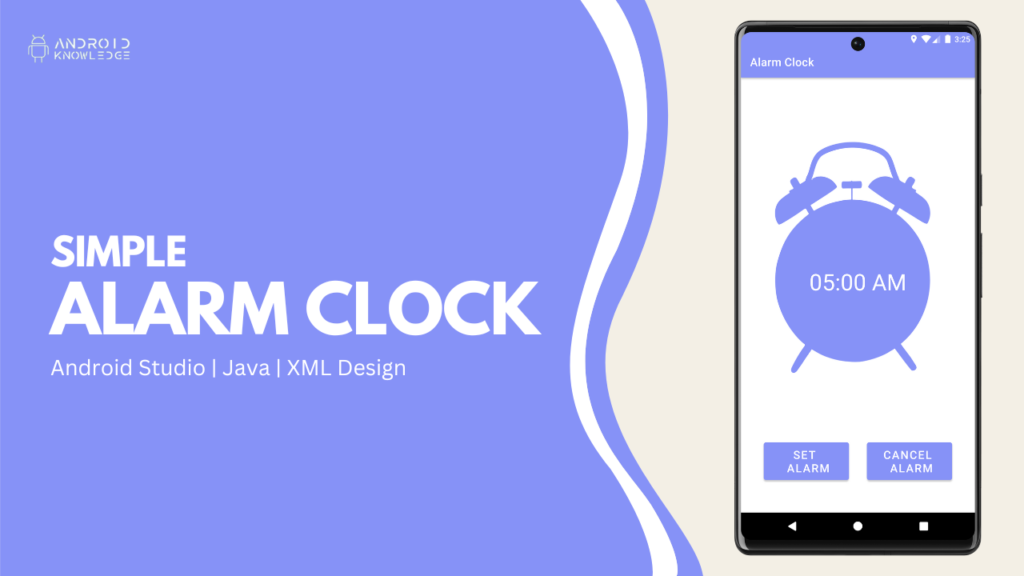 ANDROID
KNOWLEDGE
SIMPLE
ALARM CLOCK
Android Studio | Java | XML Design
3:25
Alarm Clock
05:00 AM
SET
ALARM
CANCEL
ALARM